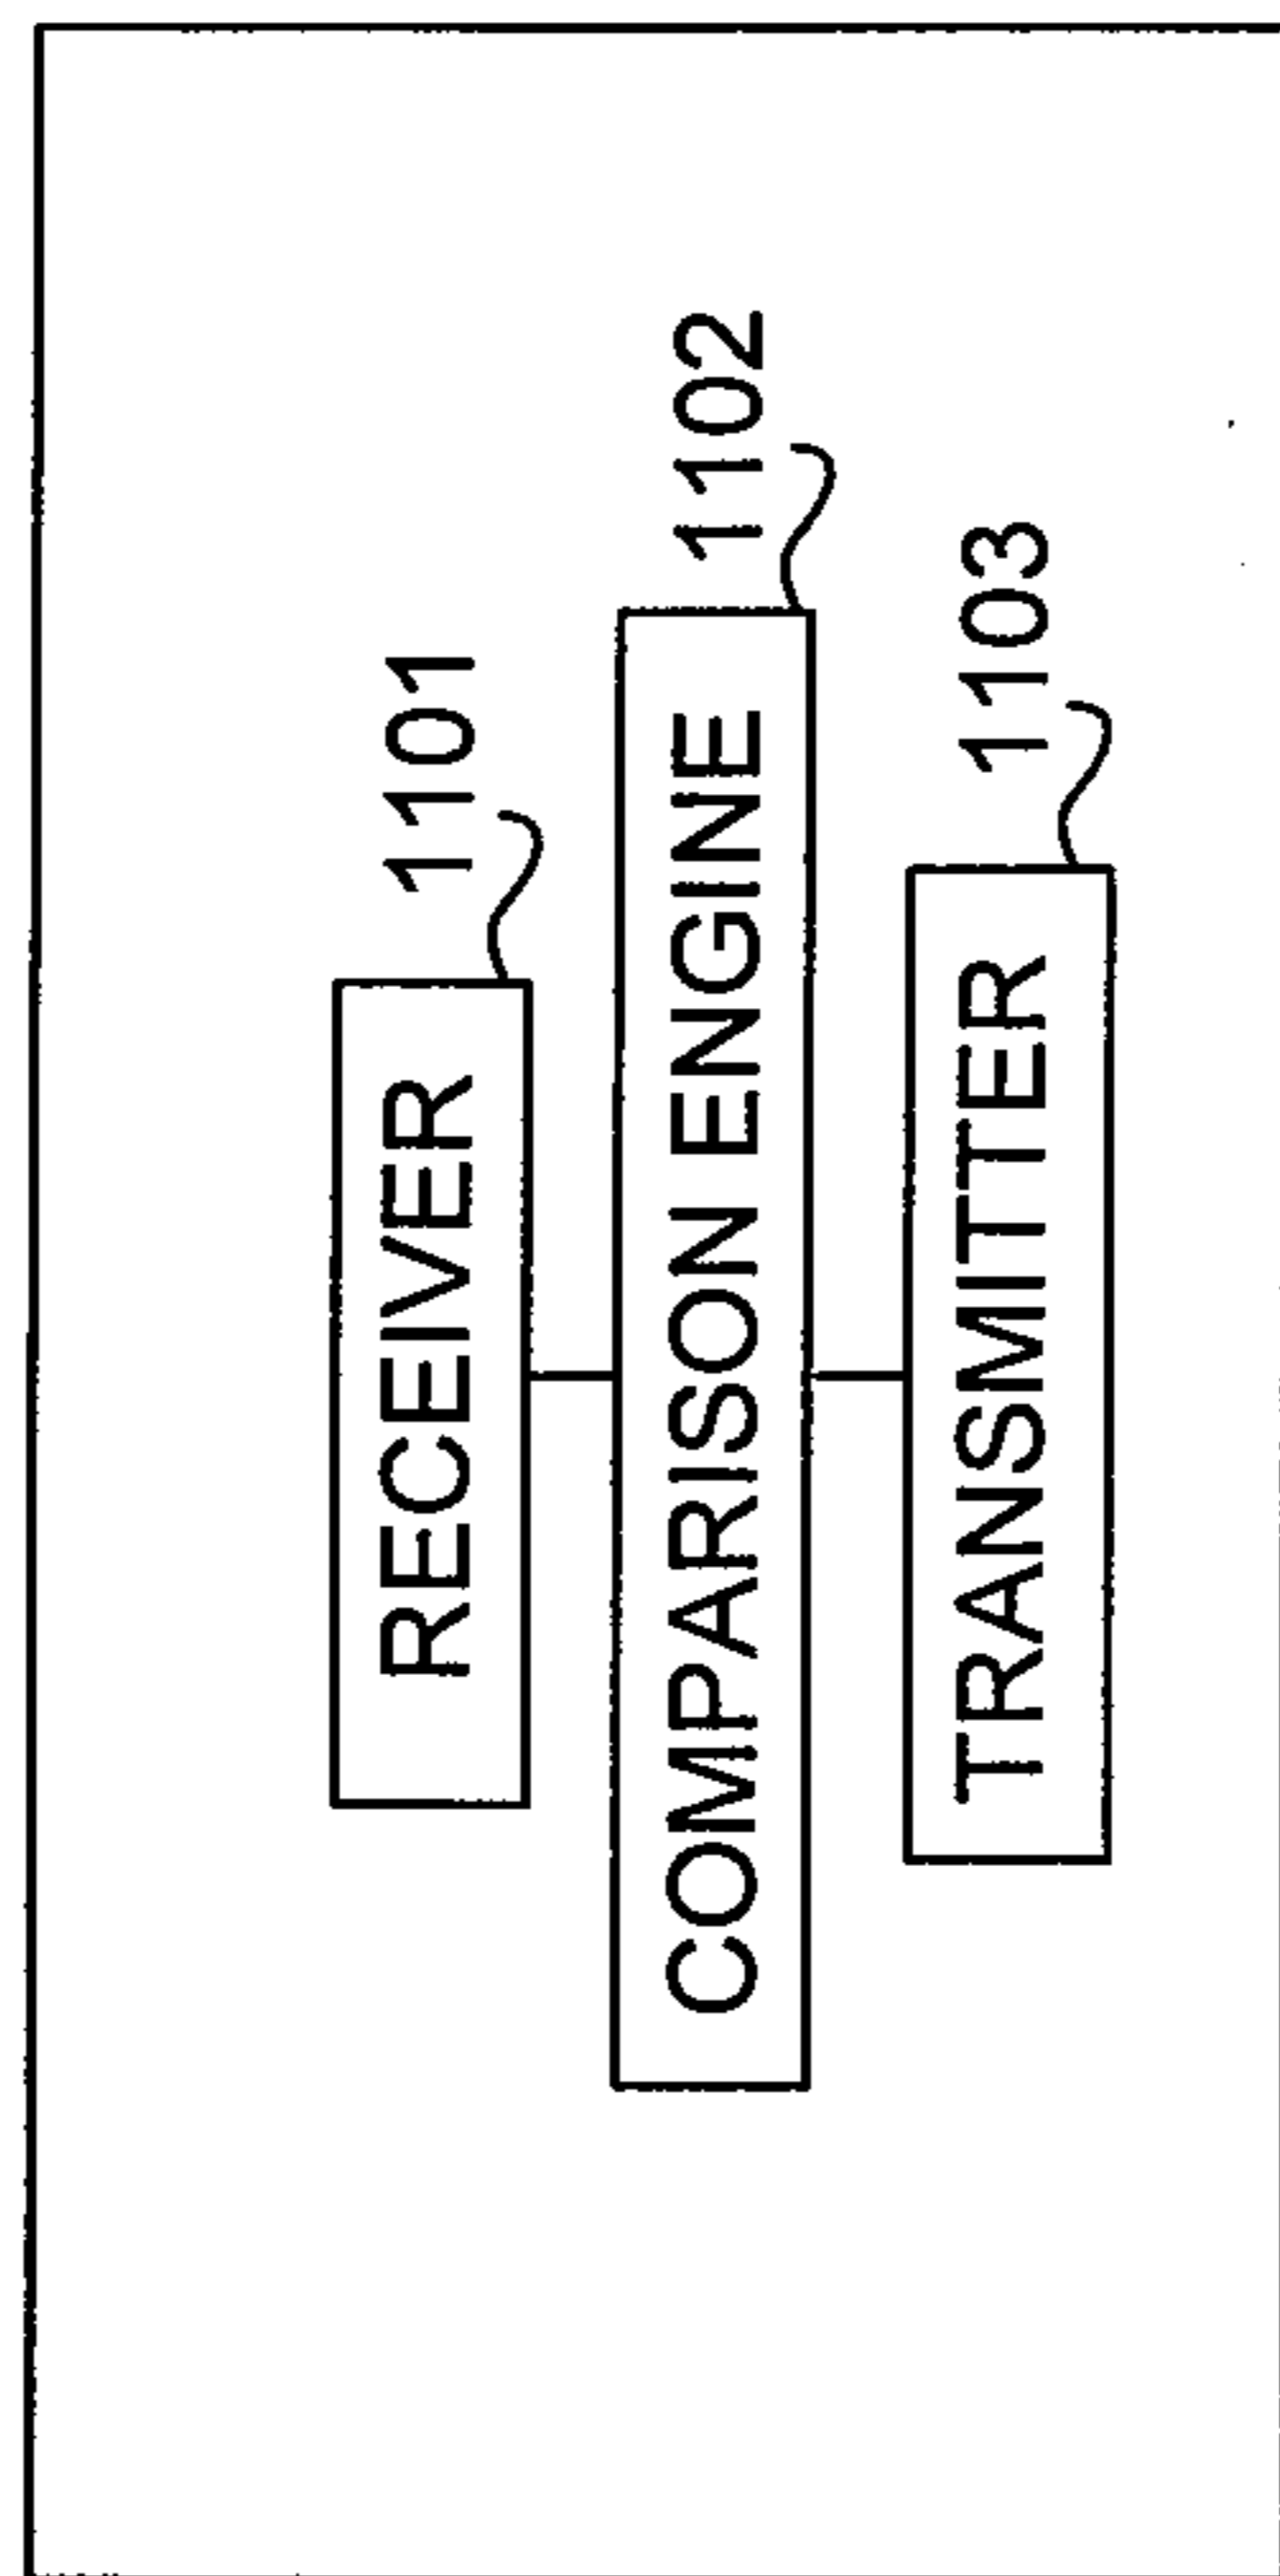 RECEIVER
1101
COMPARISON ENGINE
1102
TRANSMITTER
1103